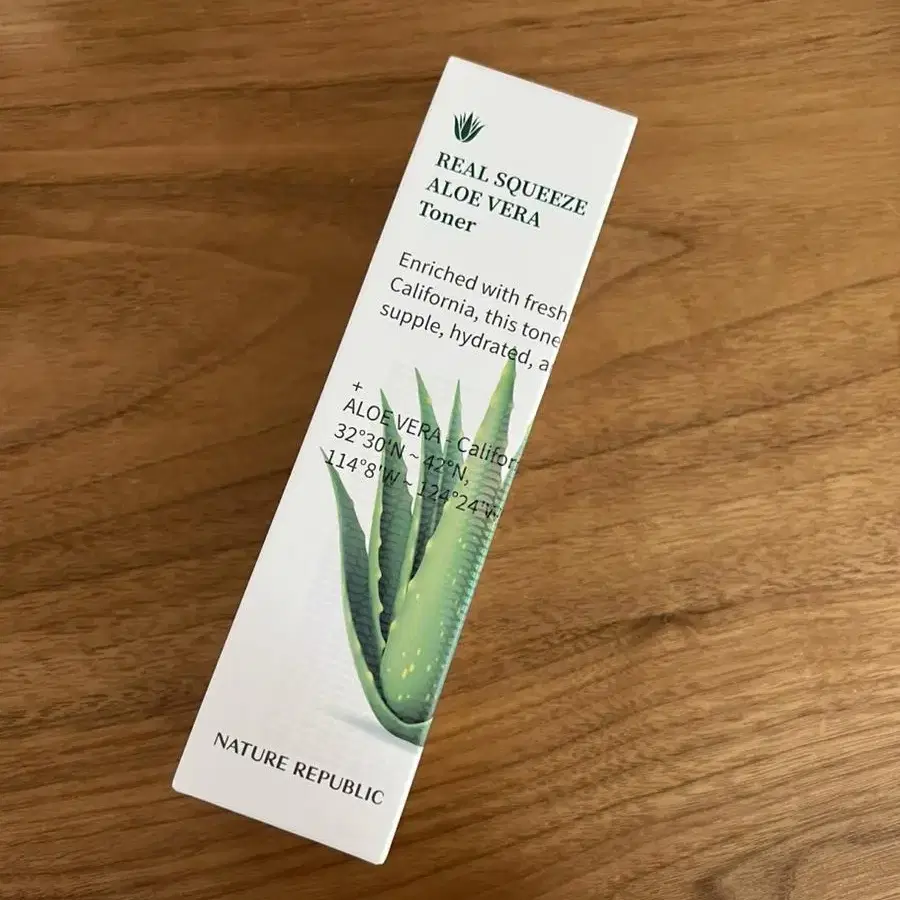 REAL SQUEEZE
ALOE VERA
Toner
Enriched with fresh
California, this tone
supple, hydrated, a
+
ALOE VERA - Califor
32°30'N ~ 42°N,
114°8'W ~ 124°24'W
NATURE REPUBLIC